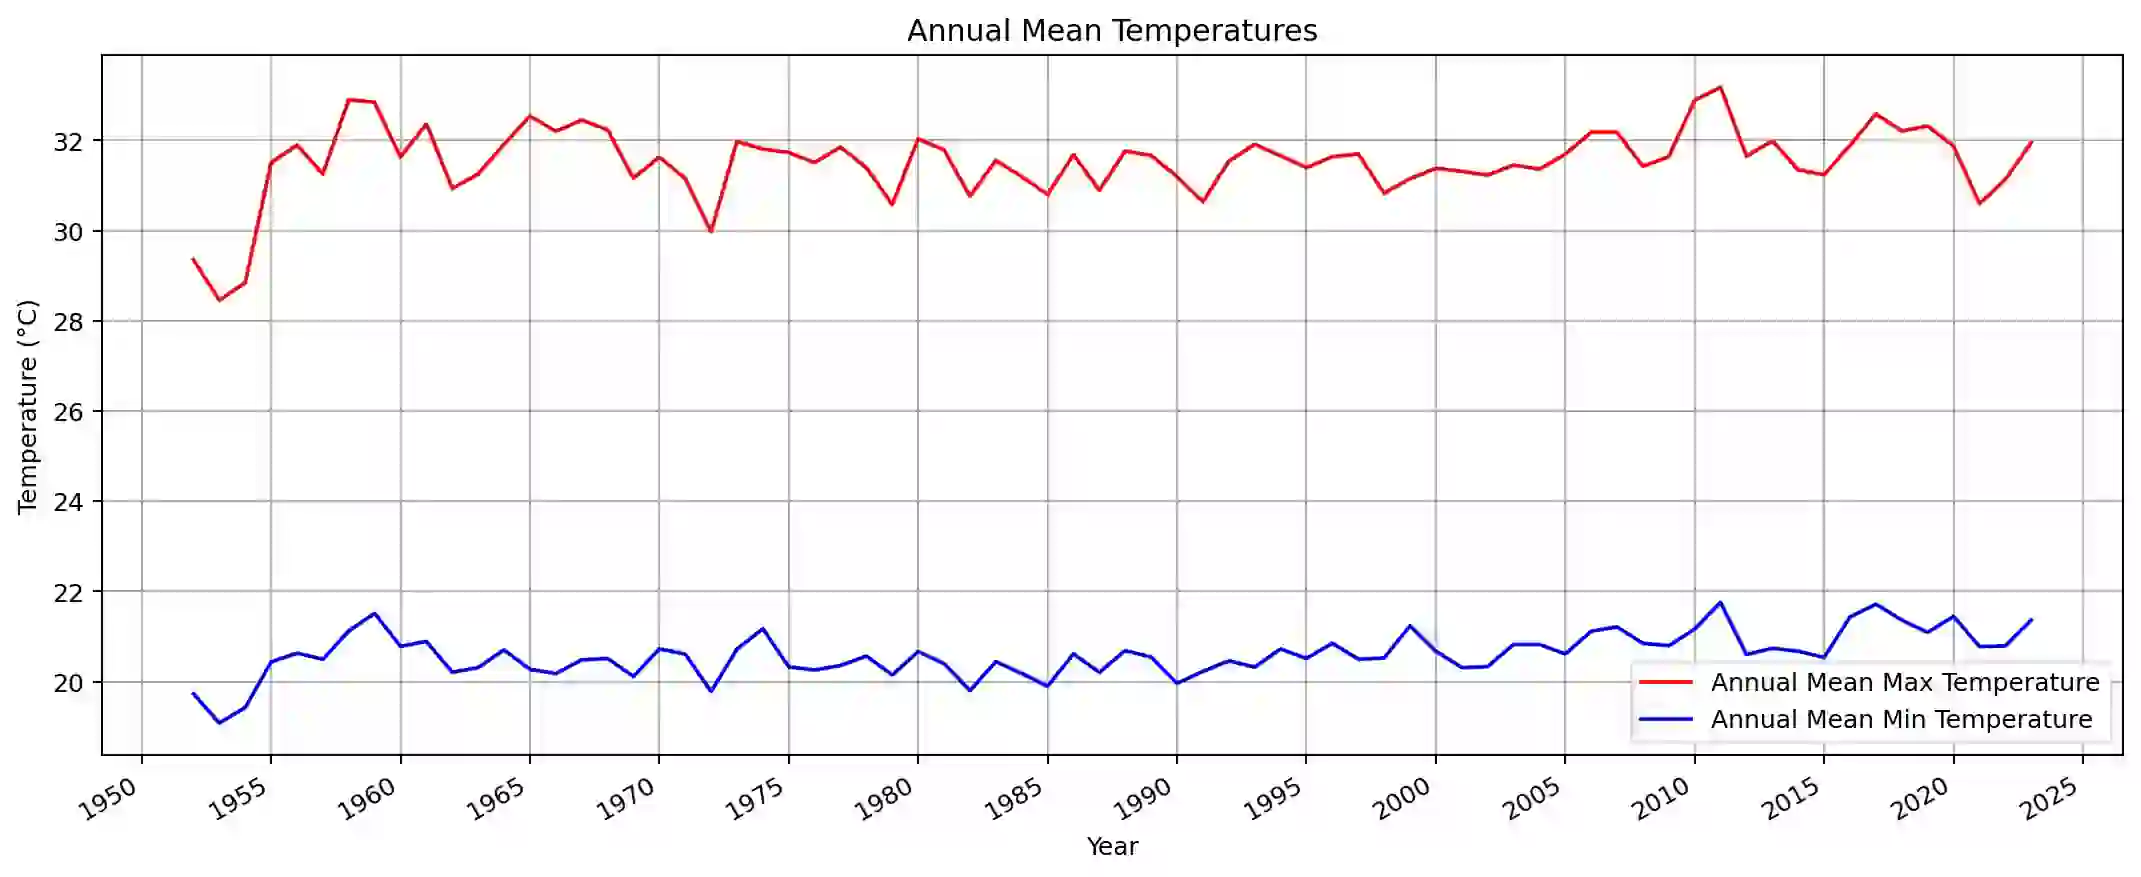 Annual Mean Temperatures
Temperature (°C)
32
30
28
26
24
22
20
Annual Mean Max Temperature
Annual Mean Min Temperature
1950 1955 1960 1965 1970 1975 1980 1985 1990 1995 2000 2005 2010 2015 2020 2025
Year